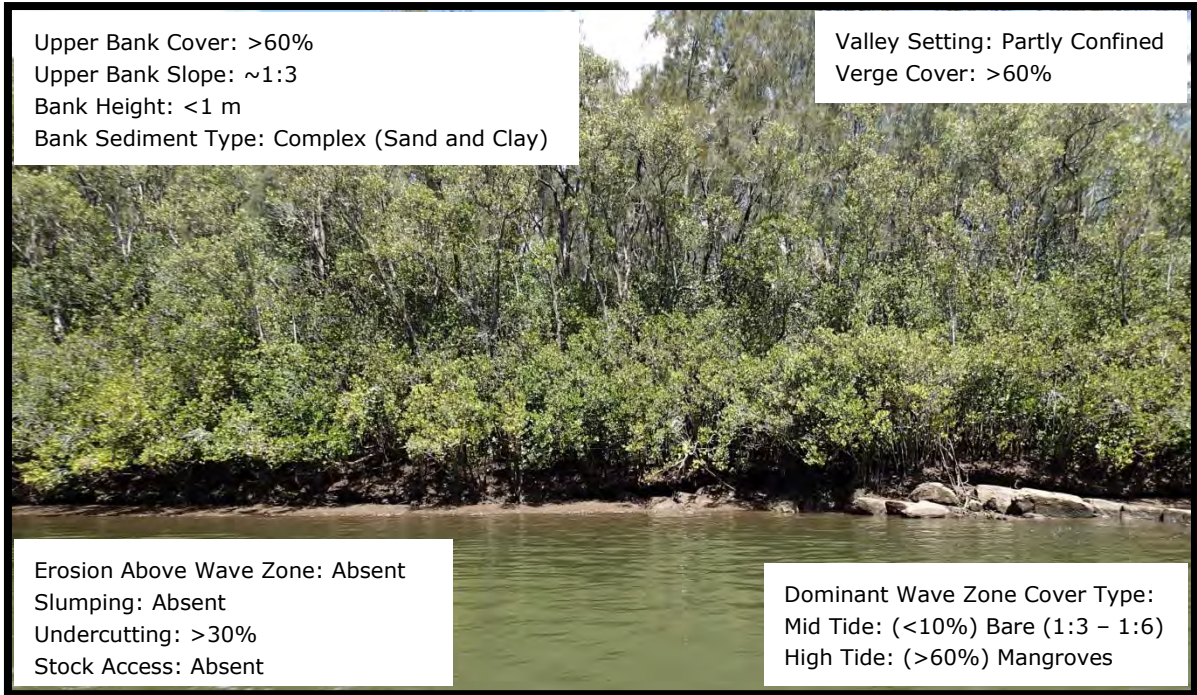 Upper Bank Cover: >60%
Upper Bank Slope: ~1:3
Bank Height: <1 m
Bank Sediment Type: Complex (Sand and Clay)
Valley Setting: Partly Confined
Verge Cover: >60%
Erosion Above Wave Zone: Absent
Slumping: Absent
Undercutting: >30%
Stock Access: Absent
Dominant Wave Zone Cover Type:
Mid Tide: (<10%) Bare (1:3 – 1:6)
High Tide: (>60%) Mangroves